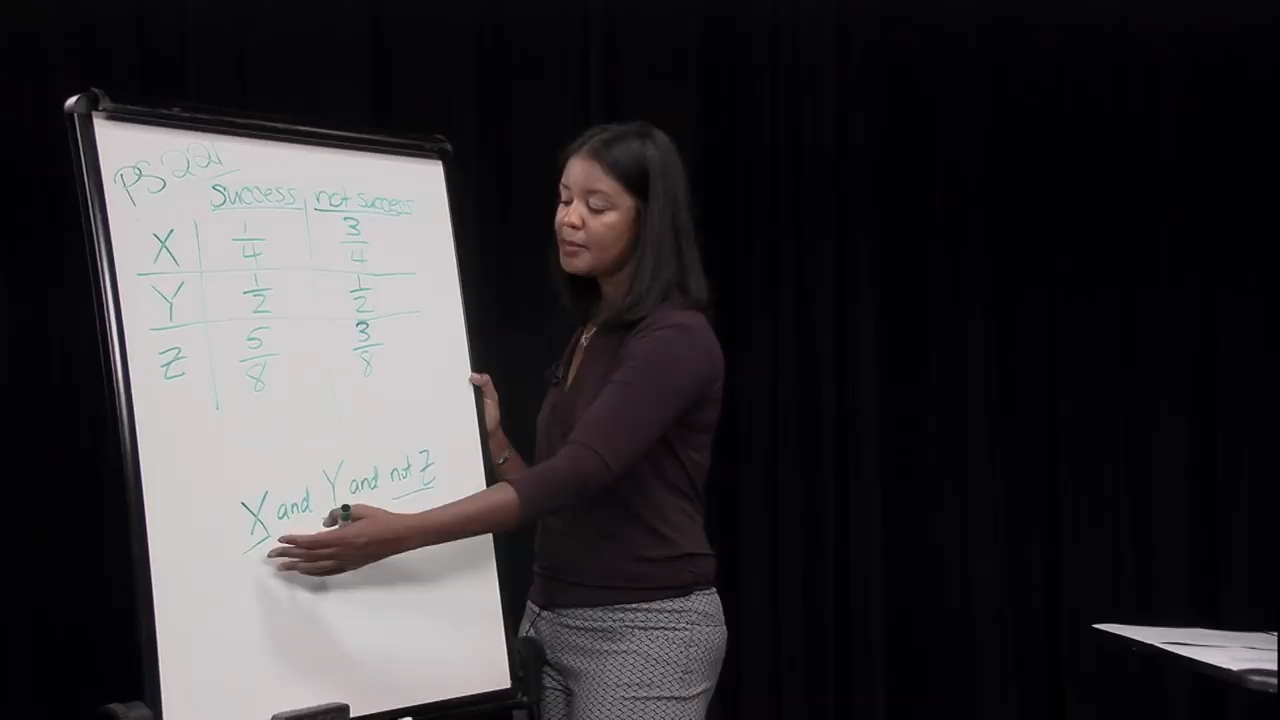 PS 221
success not success
X 1/4 3/4
Y 1/2 1/2
Z 5/8 3/8
X and Y and not Z